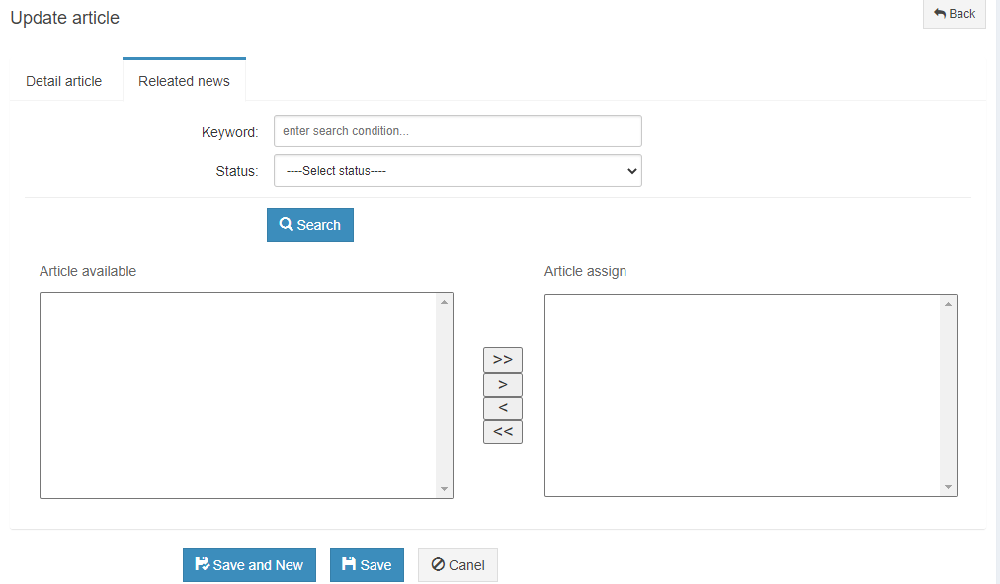 Update article
Back
Detail article
Releated news
Keyword:
enter search condition...
Status:
----Select status----
Search
Article available
Article assign
>>
>
<
<<
Save and New
Save
Canel